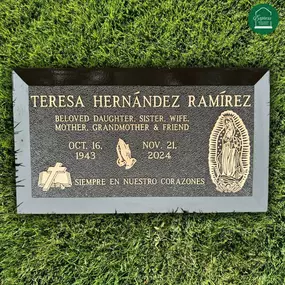 TERESA HERNÁNDEZ RAMÍREZ
BELOVED DAUGHTER, SISTER, WIFE,
MOTHER, GRANDMOTHER & FRIEND
OCT. 16,
1943
NOV. 21,
2024
SIEMPRE EN NUESTRO CORAZONES